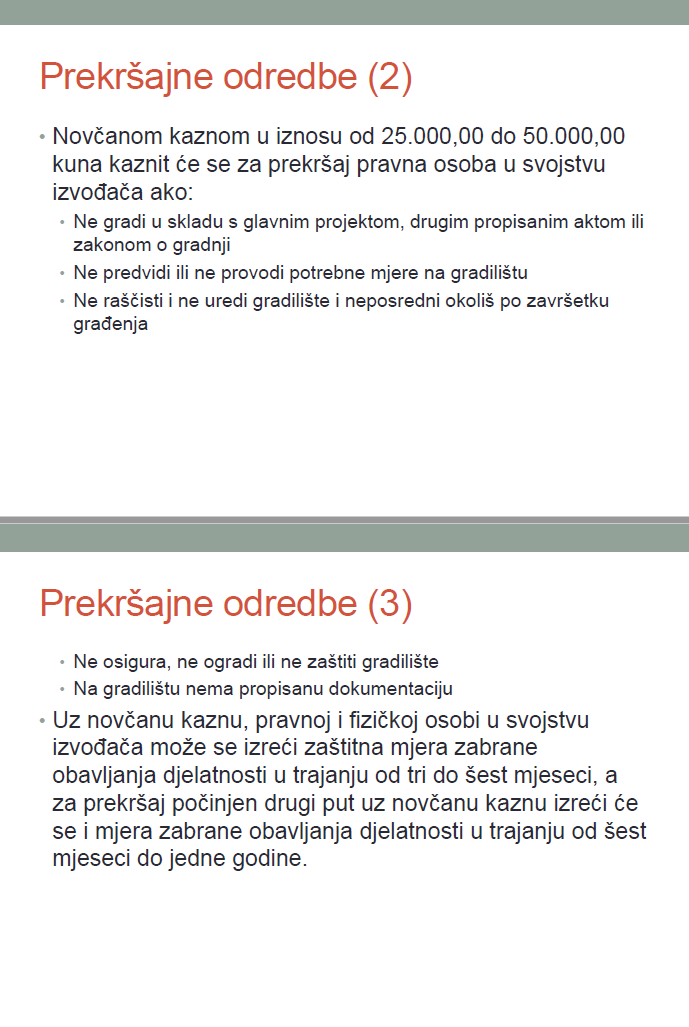 Prekršajne odredbe (2)
• Novčanom kaznom u iznosu od 25.000,00 do 50.000,00
kuna kaznit će se za prekršaj pravna osoba u svojstvu
izvođača ako:
• Ne gradi u skladu s glavnim projektom, drugim propisanim aktom ili
zakonom o gradnji
• Ne predvidi ili ne provodi potrebne mjere na gradilištu
• Ne raščisti i ne uredi gradilište i neposredni okoliš po završetku
građenja
Prekršajne odredbe (3)
• Ne osigura, ne ogradi ili ne zaštiti gradilište
• Na gradilištu nema propisanu dokumentaciju
• Uz novčanu kaznu, pravnoj i fizičkoj osobi u svojstvu
izvođača može se izreći zaštitna mjera zabrane
obavljanja djelatnosti u trajanju od tri do šest mjeseci, a
za prekršaj počinjen drugi put uz novčanu kaznu izreći će
se i mjera zabrane obavljanja djelatnosti u trajanju od šest
mjeseci do jedne godine.